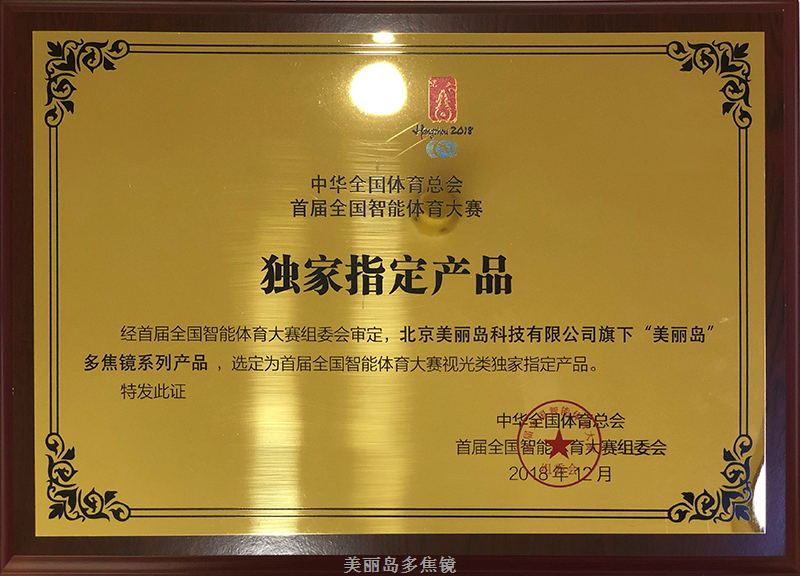 Hangzhou 2018
中华全国体育总会
首届全国智能体育大赛
独家指定产品
经首届全国智能体育大赛组委会审定，北京美丽岛科技有限公司旗下“美丽岛”
多焦镜系列产品，选定为首届全国智能体育大赛视光类独家指定产品。
特发此证
中华全国体育总会
首届全国智能体育大赛组委会
2018年12月
组委会
美丽岛多焦镜